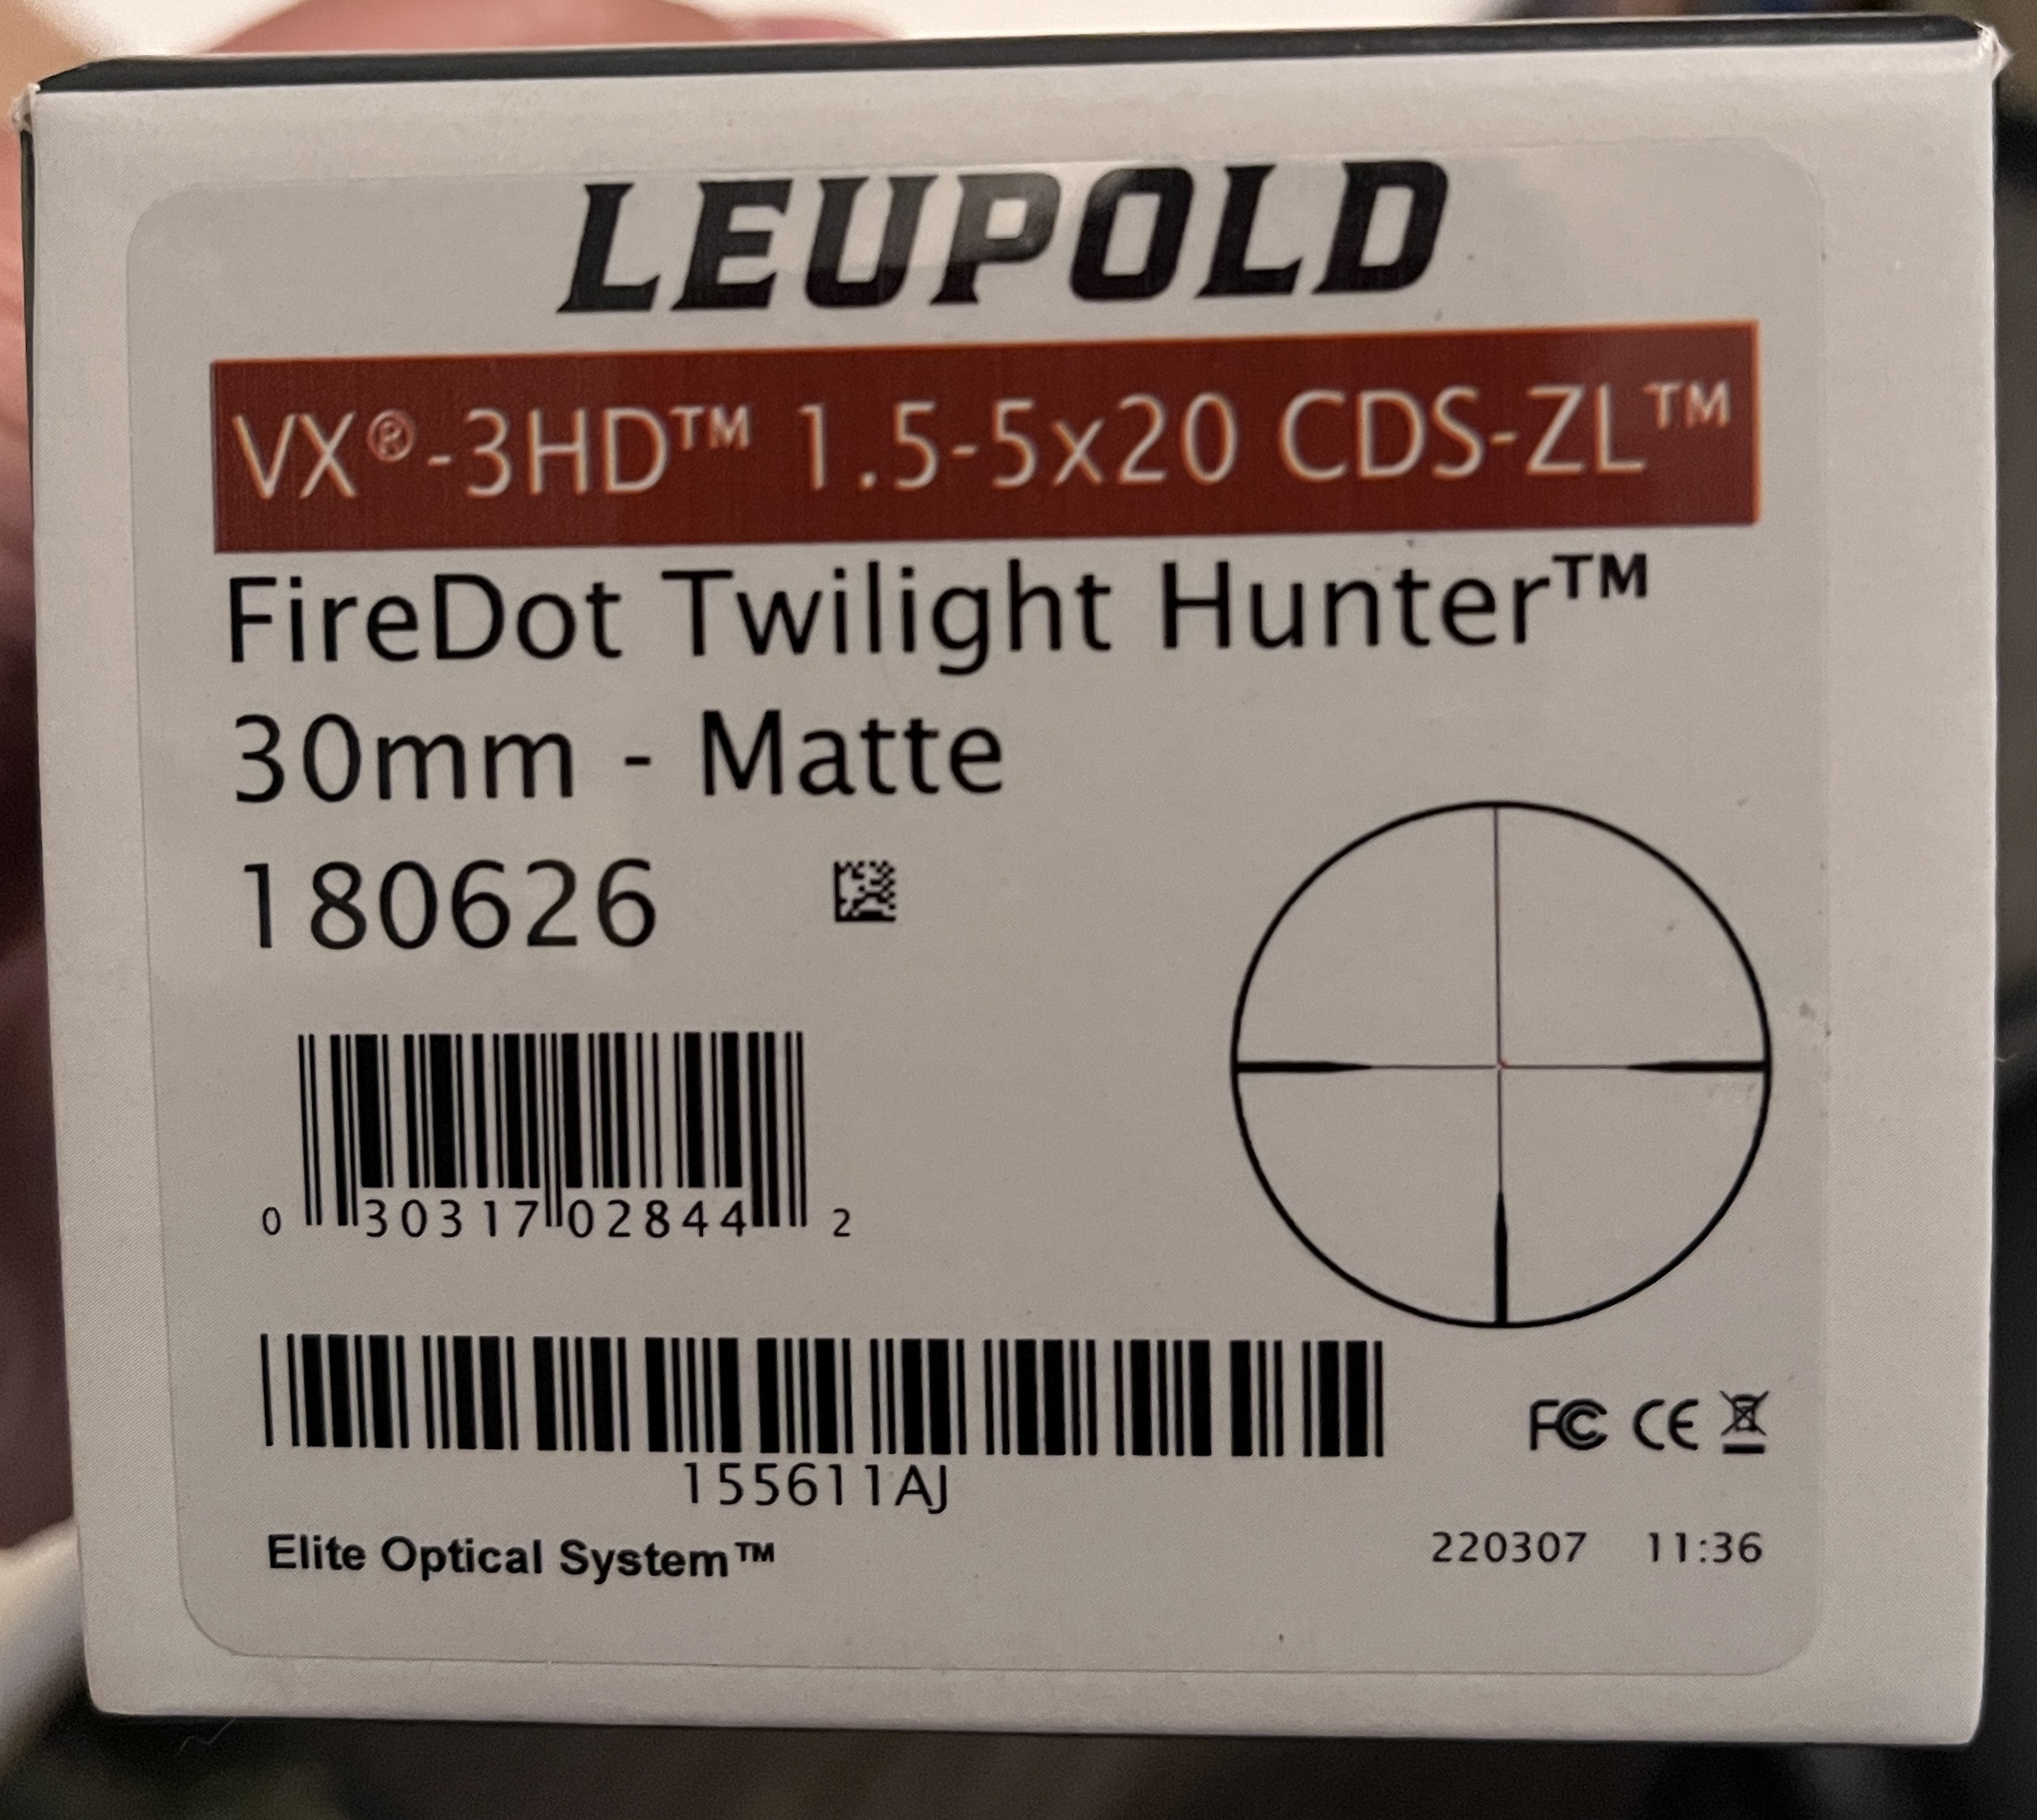 LEUPOLD
VX®-3HD™ 1.5-5x20 CDS-ZL™
FireDot Twilight Hunter™
30mm - Matte
180626
0 30317 02844 2
155611AJ
FC CE
Elite Optical System™
220307 11:36